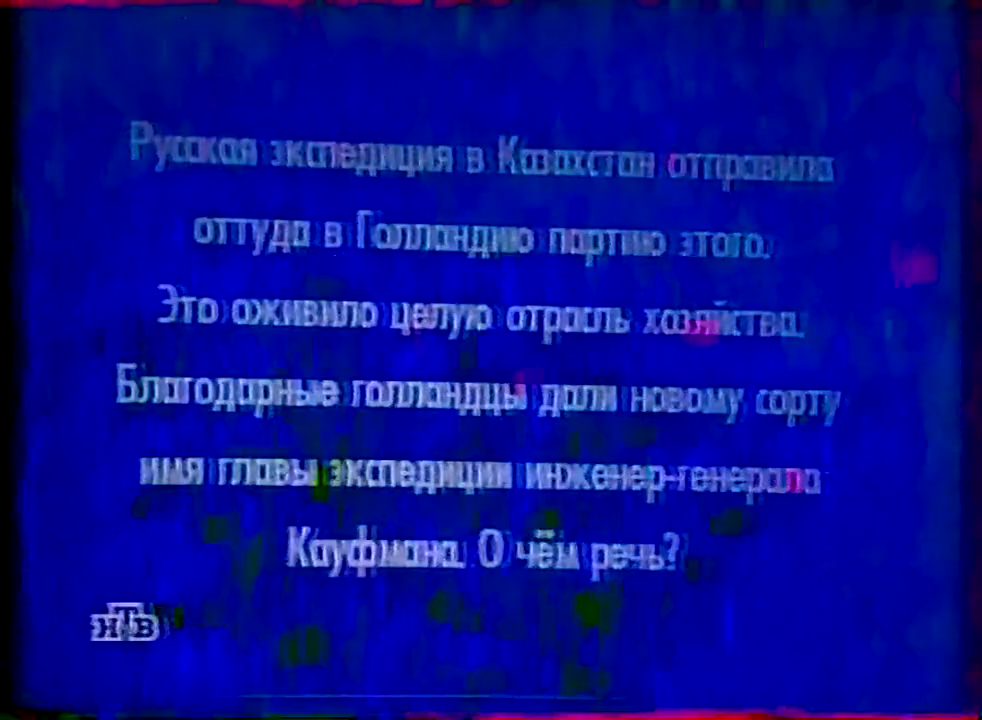 Русская экспедиция в Казахстан отправила
оттуда в Голландию партию этого.
Это оживило целую отрасль хозяйства.
Благодарные голландцы дали новому сорту
имя главы экспедиции инженер-генерала
Кауфмана. О чём речь?
НТВ